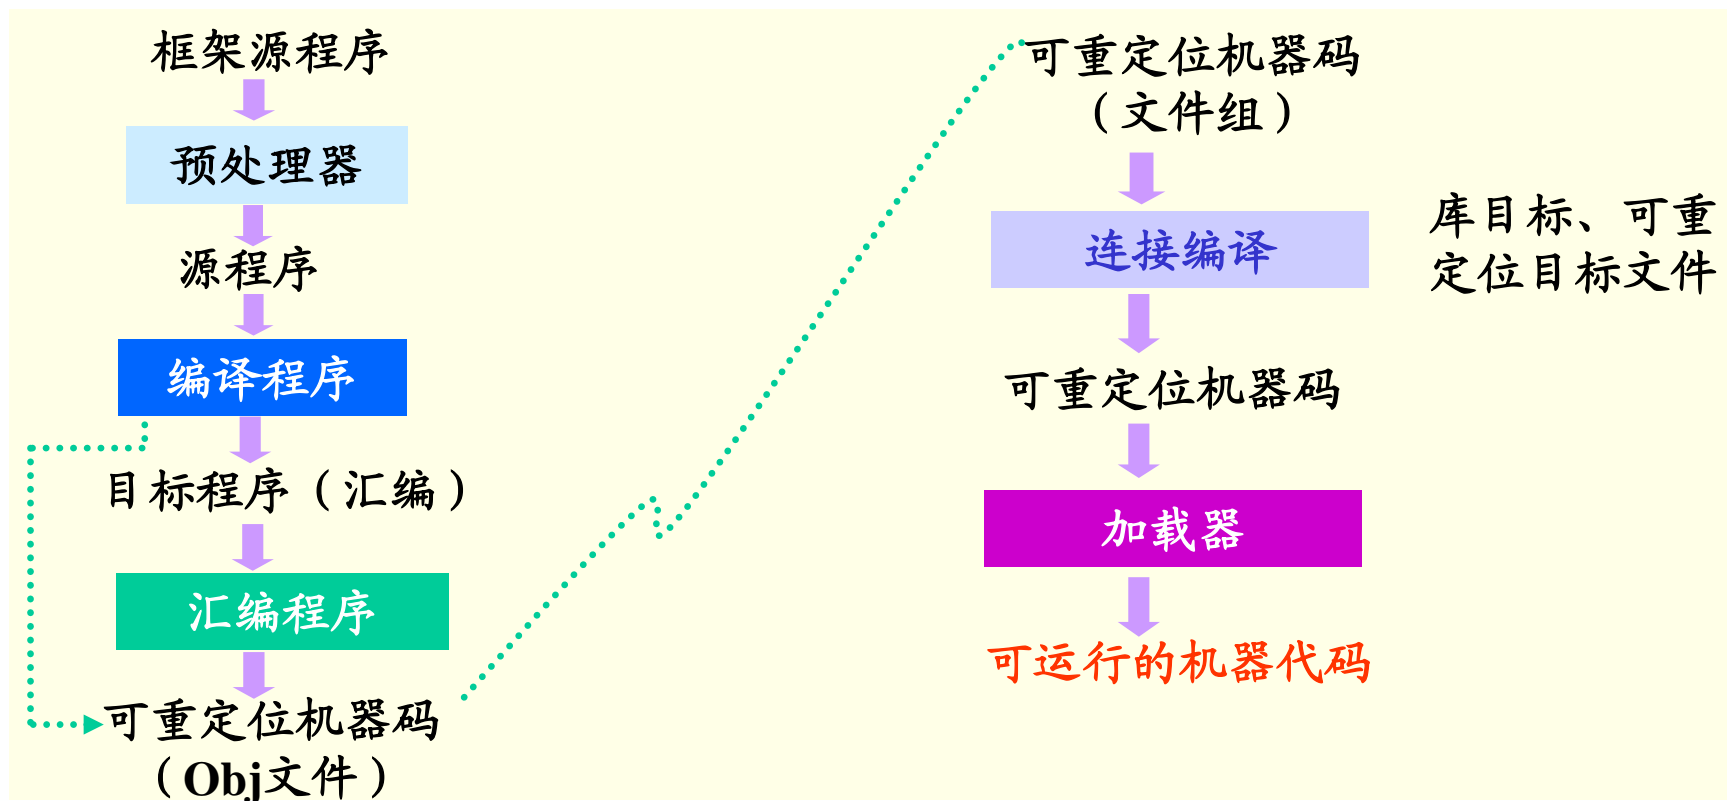 框架源程序
预处理器
源程序
编译程序
目标程序（汇编）
汇编程序
可重定位机器码
（Obj文件）
可重定位机器码
（文件组）
连接编译
库目标、可重
定位目标文件
可重定位机器码
加载器
可运行的机器代码